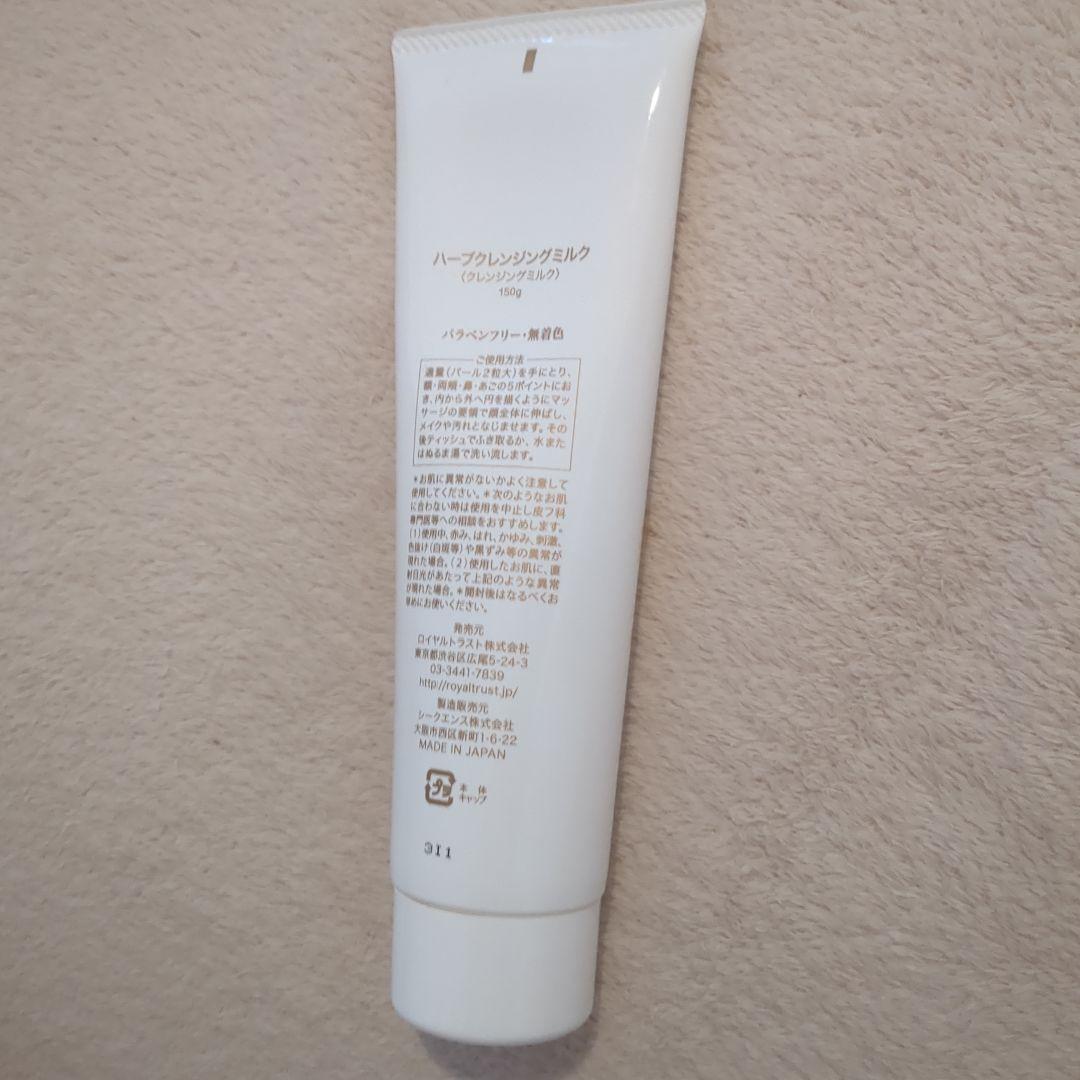 ハーブクレンジングミルク
(クレンジングミルク)
150g
パラベンフリー・無着色
ご使用方法
適量(パール2粒大)を手にとり、
額・両頬・鼻・あごの5ポイントにお
き、内から外へ円を描くようにマッ
サージの要領で顔全体に伸ばし、
メイクや汚れとなじませます。その
後ティッシュでふき取るか、水また
はぬるま湯で洗い流します。
＊お肌に異常がないかよく注意して
使用してください。＊次のようなお肌
に合わない時は使用を中止し皮フ科
専門医等への相談をおすすめします。
(1)使用中、赤み、はれ、かゆみ、刺激、
色抜け(白斑等)や黒ずみ等の異常が
現れた場合。(2)使用したお肌に、直
射日光があたって上記のような異常
が現れた場合。＊開封後はなるべくお
早めにお使いください。
発売元
ロイヤルトラスト株式会社
東京都渋谷区広尾5-24-3
03-3441-7839
http://royaltrust.jp/
製造販売元
シークエンス株式会社
大阪市西区新町1-6-22
MADE IN JAPAN
プラ 本体
キャップ
3I1